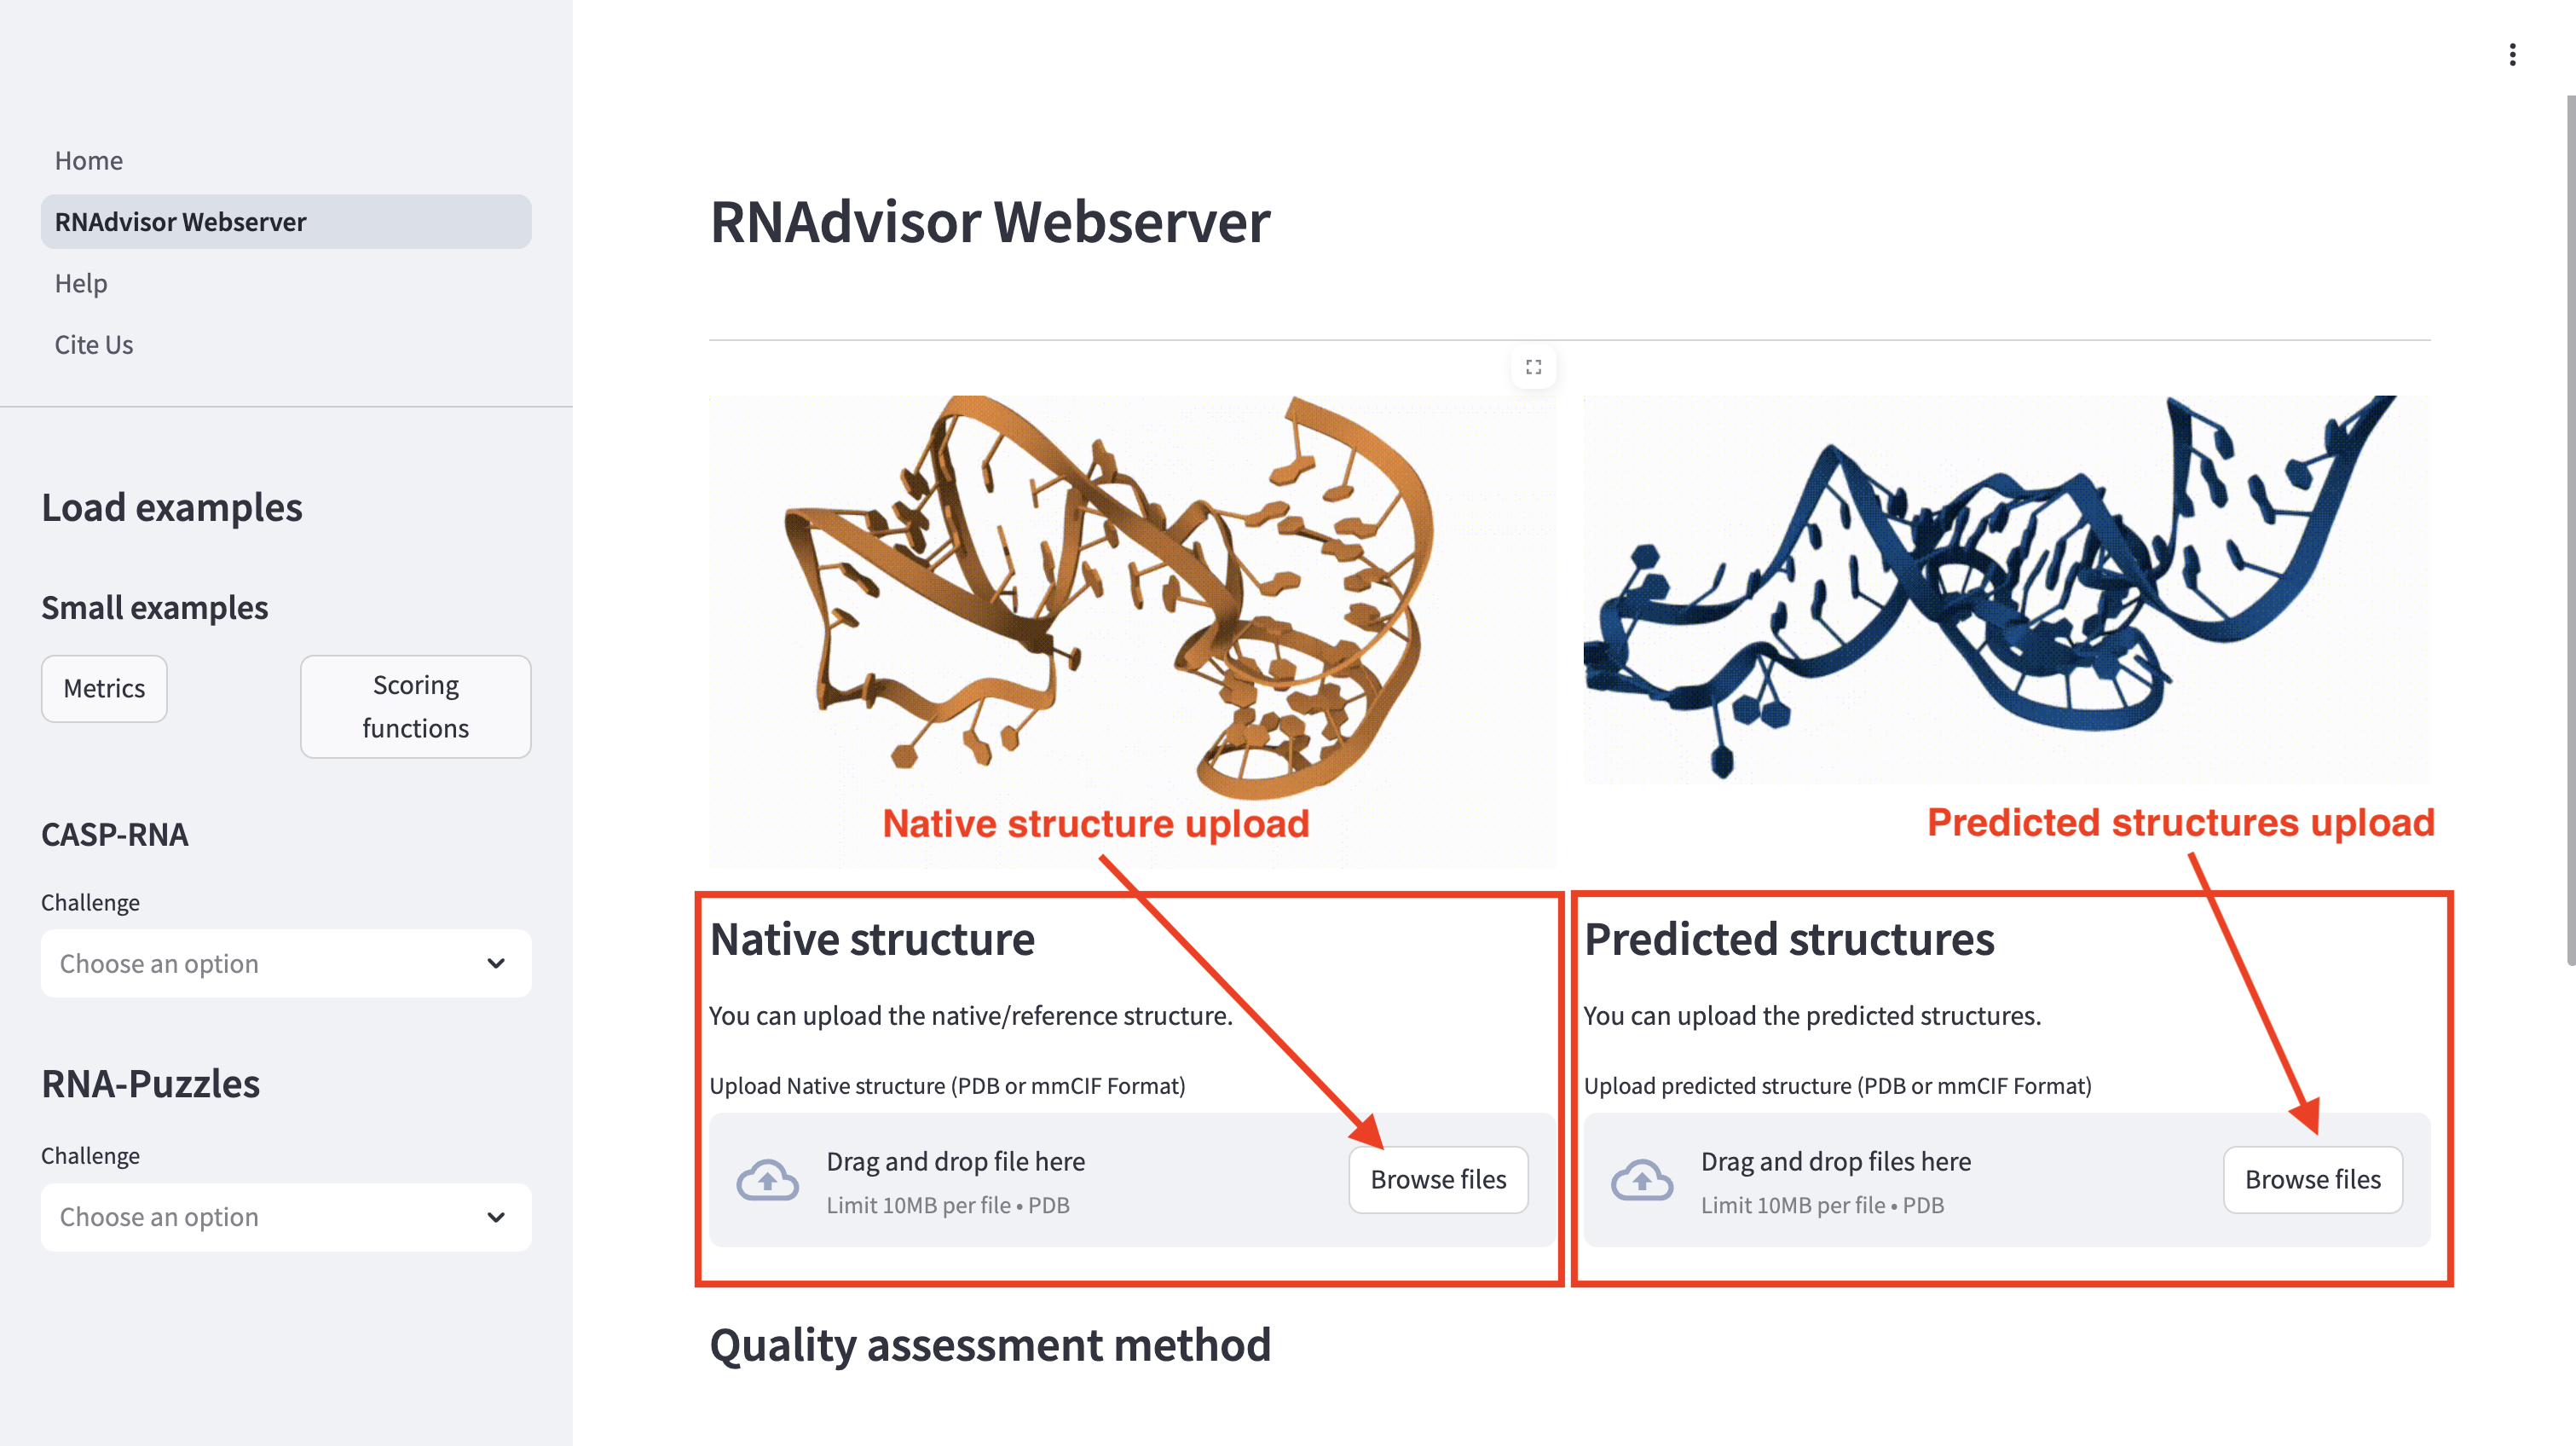 Home
RNAdvisor Webserver
Help
Cite Us
Load examples
Small examples
Metrics
Scoring
functions
CASP-RNA
Challenge
Choose an option
RNA-Puzzles
Challenge
Choose an option
RNAdvisor Webserver
Native structure upload
Predicted structures upload
Native structure
You can upload the native/reference structure.
Upload Native structure (PDB or mmCIF Format)
Drag and drop file here
Limit 10MB per file • PDB
Browse files
Predicted structures
You can upload the predicted structures.
Upload predicted structure (PDB or mmCIF Format)
Drag and drop files here
Limit 10MB per file • PDB
Browse files
Quality assessment method